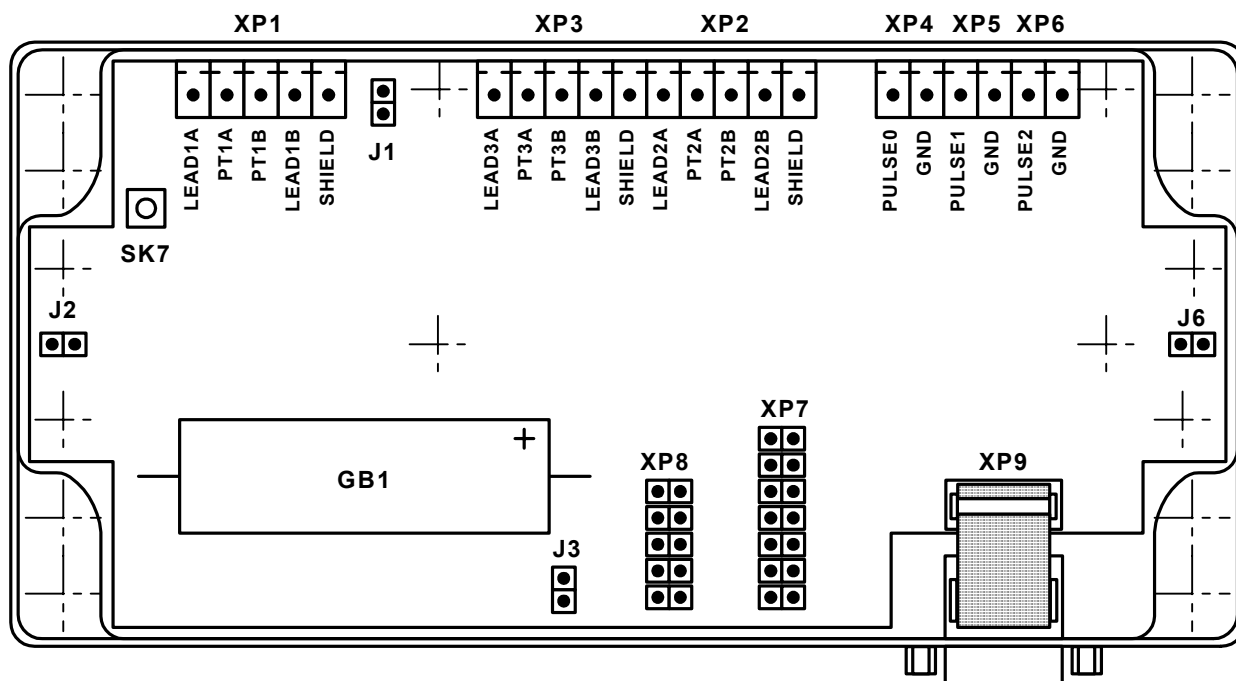 XP1 XP3 XP2 XP4 XP5 XP6
LEAD1A
PT1A
PT1B
LEAD1B
SHIELD
J1
LEAD3A
PT3A
PT3B
LEAD3B
SHIELD
LEAD2A
PT2A
PT2B
LEAD2B
SHIELD
PULSE0
GND
PULSE1
GND
PULSE2
GND
SK7
J2
J6
XP7
+
GB1
XP8
XP9
J3